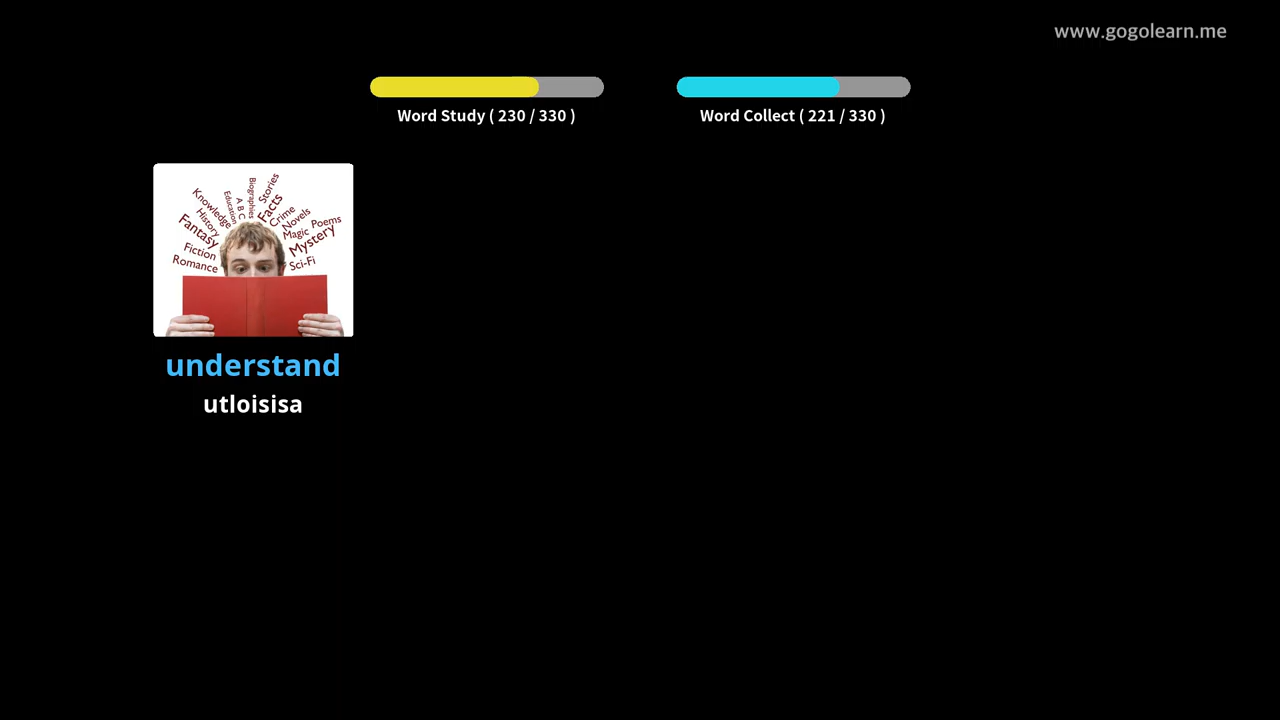 www.gogolearn.me
Word Study ( 230 / 330 )
Word Collect ( 221 / 330 )
Knowledge
History
Fantasy
Fiction
Romance
Education
A B C
Biographies
Stories
Facts
Crime
Novels
Magic
Poems
Mystery
Sci-Fi
understand
utloisisa